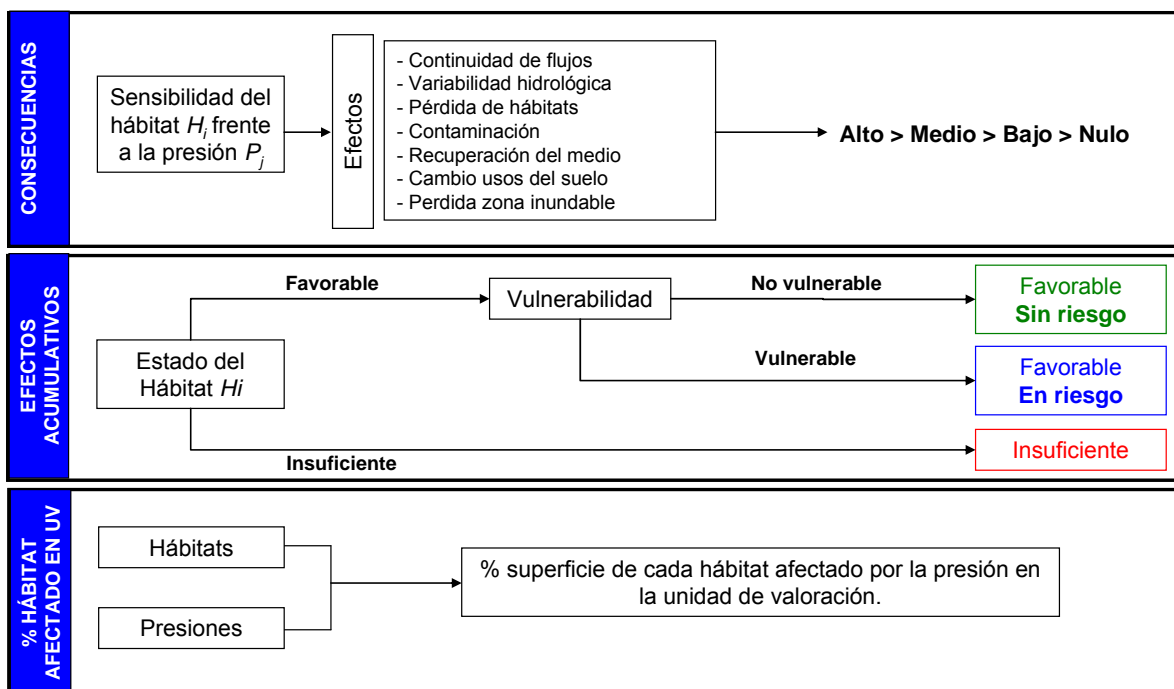 CONSECUENCIAS
Sensibilidad del
hábitat Hi frente
a la presión Pj
Efectos
- Continuidad de flujos
- Variabilidad hidrológica
- Pérdida de hábitats
- Contaminación
- Recuperación del medio
- Cambio usos del suelo
- Perdida zona inundable
Alto > Medio > Bajo > Nulo
EFECTOS
ACUMULATIVOS
Estado del
Hábitat Hi
Favorable
Vulnerabilidad
No vulnerable
Favorable
Sin riesgo
Vulnerable
Favorable
En riesgo
Insuficiente
Insuficiente
% HÁBITAT
AFECTADO EN UV
Hábitats
Presiones
% superficie de cada hábitat afectado por la presión en
la unidad de valoración.